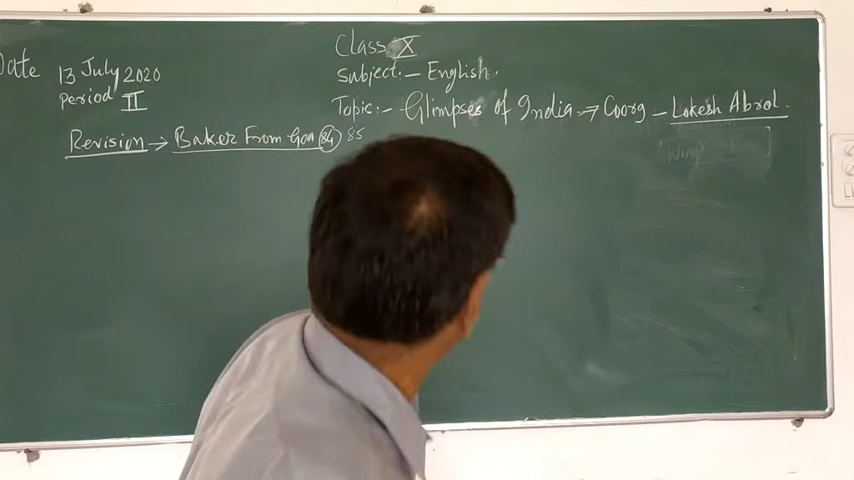 Date 13 July 2020
Period II
Class X
Subject:- English.
Topic:- Glimpses of India → Coorg - Lokesh Abrol.
Revision → Baker From Goa 84 85